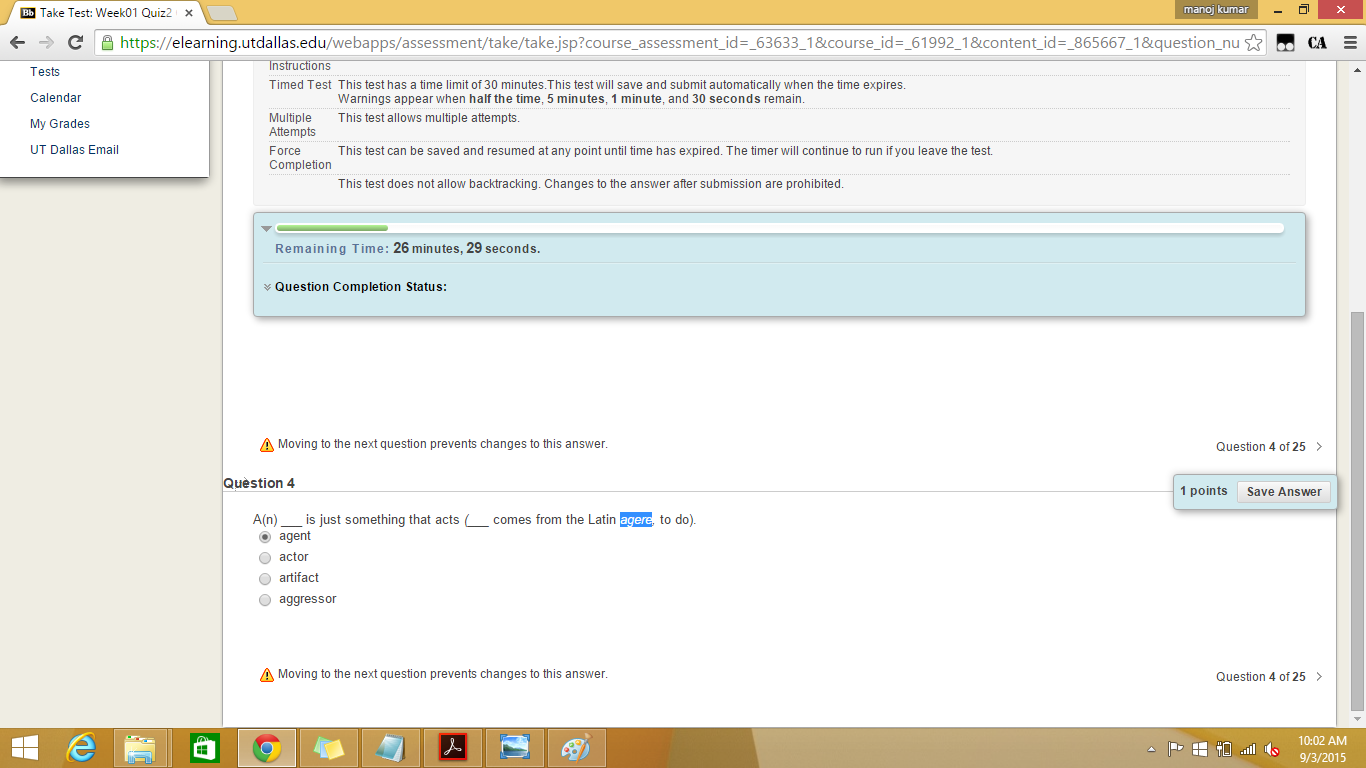 Take Test: Week01 Quiz2
manoj kumar
https://elearning.utdallas.edu/webapps/assessment/take/take.jsp?course_assessment_id=_63633_1&course_id=_61992_1&content_id=_865667_1&question_nu
CA
Tests
Calendar
My Grades
UT Dallas Email
Instructions
Timed Test This test has a time limit of 30 minutes.This test will save and submit automatically when the time expires.
Warnings appear when half the time, 5 minutes, 1 minute, and 30 seconds remain.
Multiple This test allows multiple attempts.
Attempts
Force This test can be saved and resumed at any point until time has expired. The timer will continue to run if you leave the test.
Completion
This test does not allow backtracking. Changes to the answer after submission are prohibited.
Remaining Time: 26 minutes, 29 seconds.
Question Completion Status:
Moving to the next question prevents changes to this answer.
Question 4 of 25
Question 4
1 points Save Answer
A(n) ___ is just something that acts (___ comes from the Latin agere, to do).
agent
actor
artifact
aggressor
Moving to the next question prevents changes to this answer.
Question 4 of 25
10:02 AM
9/3/2015